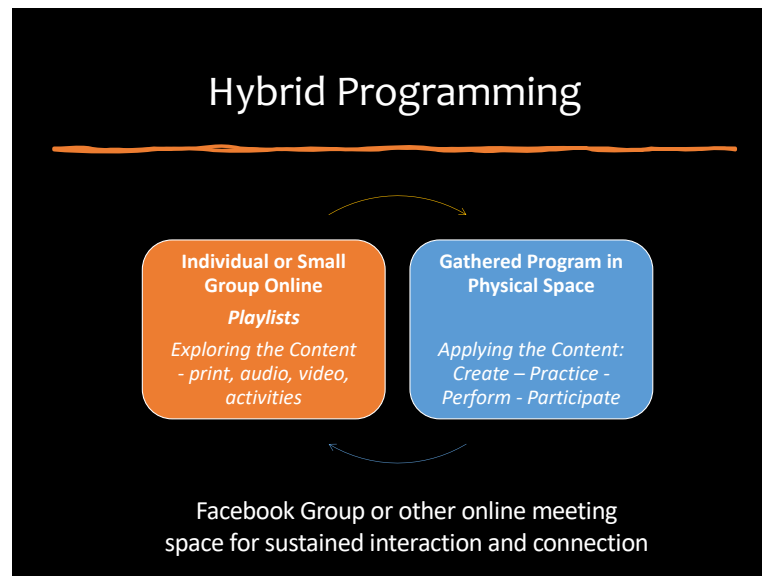 Hybrid Programming
Individual or Small
Group Online
Playlists
Exploring the Content
- print, audio, video,
activities
Gathered Program in
Physical Space
Applying the Content:
Create – Practice -
Perform - Participate
Facebook Group or other online meeting
space for sustained interaction and connection